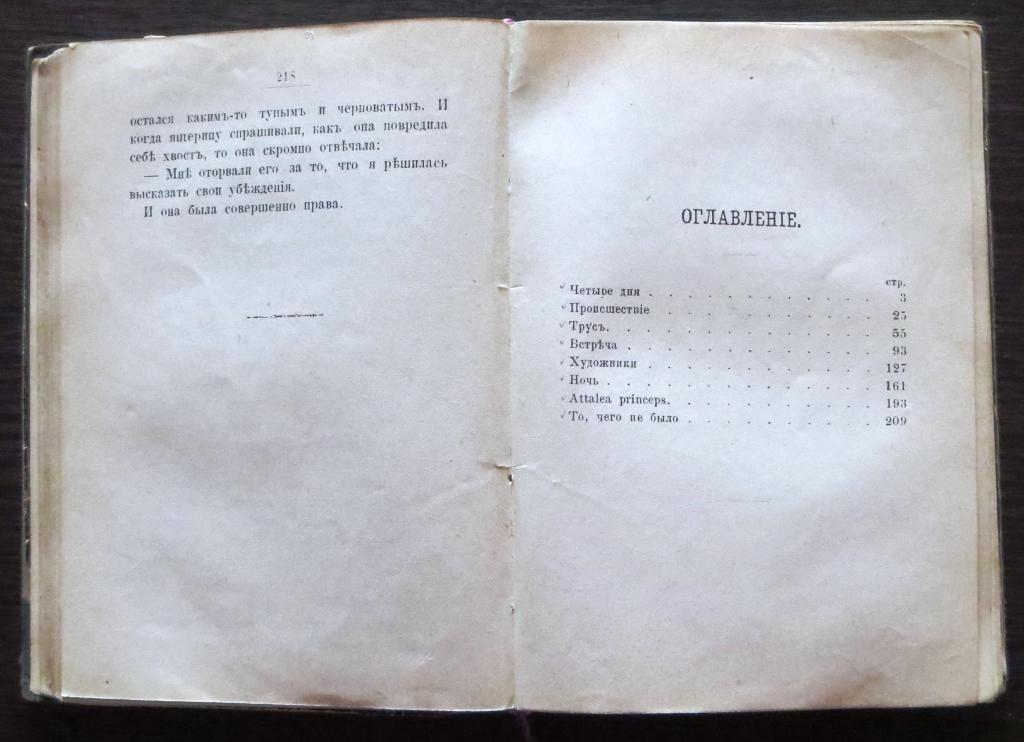 218
остался какимъ-то тупымъ и черноватымъ. И
когда ящерицу спрашивали, какъ она повредила
себѣ хвостъ, то она скромно отвѣчала:
— Мнѣ оторвали его за то, что я рѣшилась
высказать свои убѣжденія.
И она была совершенно права.
ОГЛАВЛЕНІЕ.
стр.
Четыре дня . . . . . . . . . . . 3
Происшествіе . . . . . . . . . . 25
Трусъ. . . . . . . . . . . . . 55
Встрѣча . . . . . . . . . . . . 93
Художники . . . . . . . . . . . 127
Ночь . . . . . . . . . . . . . 161
Attalea princeps. . . . . . . . . . 193
То, чего не было . . . . . . . . . 209